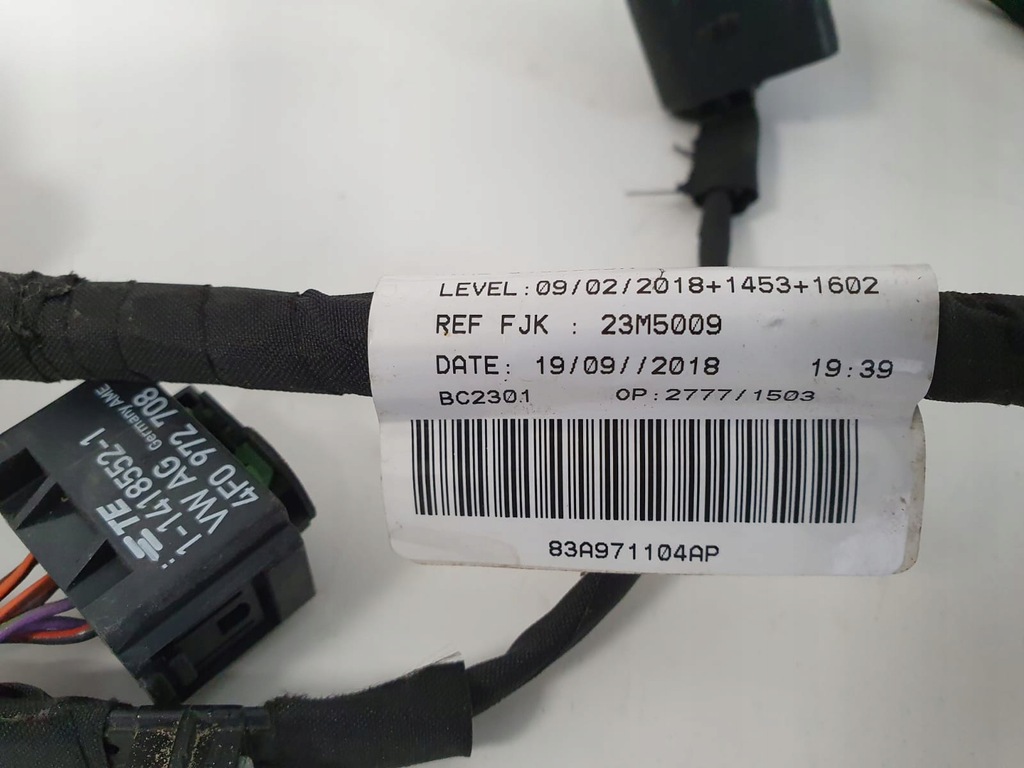 LEVEL:09/02/2018+1453+1602
REF FJK : 23M5009
DATE: 19/09//2018 19:39
BC2301 OP:2777/1503
83A971104AP
TE
1-1418552-1
VW AG Germany AME
4F0 972 708